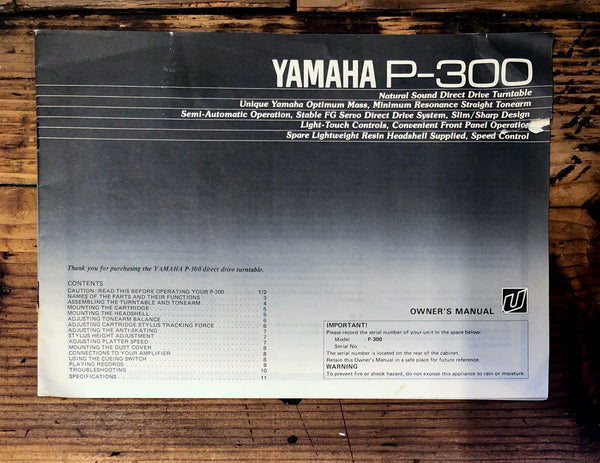 YAMAHA P-300
Natural Sound Direct Drive Turntable
Unique Yamaha Optimum Mass, Minimum Resonance Straight Tonearm
Semi-Automatic Operation, Stable FG Servo Direct Drive System, Slim/Sharp Design
Light-Touch Controls, Convenient Front Panel Operation
Spare Lightweight Resin Headshell Supplied, Speed Control
Thank you for purchasing the YAMAHA P-300 direct drive turntable.
CONTENTS
CAUTION: READ THIS BEFORE OPERATING YOUR P-300 1/2
NAMES OF THE PARTS AND THEIR FUNCTIONS 3
ASSEMBLING THE TURNTABLE AND TONEARM 4
MOUNTING THE CARTRIDGE 5
MOUNTING THE HEADSHELL 5
ADJUSTING TONEARM BALANCE 6
ADJUSTING CARTRIDGE STYLUS TRACKING FORCE 6
ADJUSTING THE ANTI-SKATING 7
STYLUS HEIGHT ADJUSTMENT 7
ADJUSTING PLATTER SPEED 7
MOUNTING THE DUST COVER 8
CONNECTIONS TO YOUR AMPLIFIER 8
USING THE CUEING SWITCH 8
PLAYING RECORDS 9
TROUBLESHOOTING 10
SPECIFICATIONS 11
OWNER'S MANUAL
IMPORTANT!
Please record the serial number of your unit in the space below:
Model : P-300
Serial No.
The serial number is located on the rear of the cabinet.
Retain this Owner's Manual in a safe place for future reference.
WARNING
To prevent fire or shock hazard, do not expose this appliance to rain or moisture.